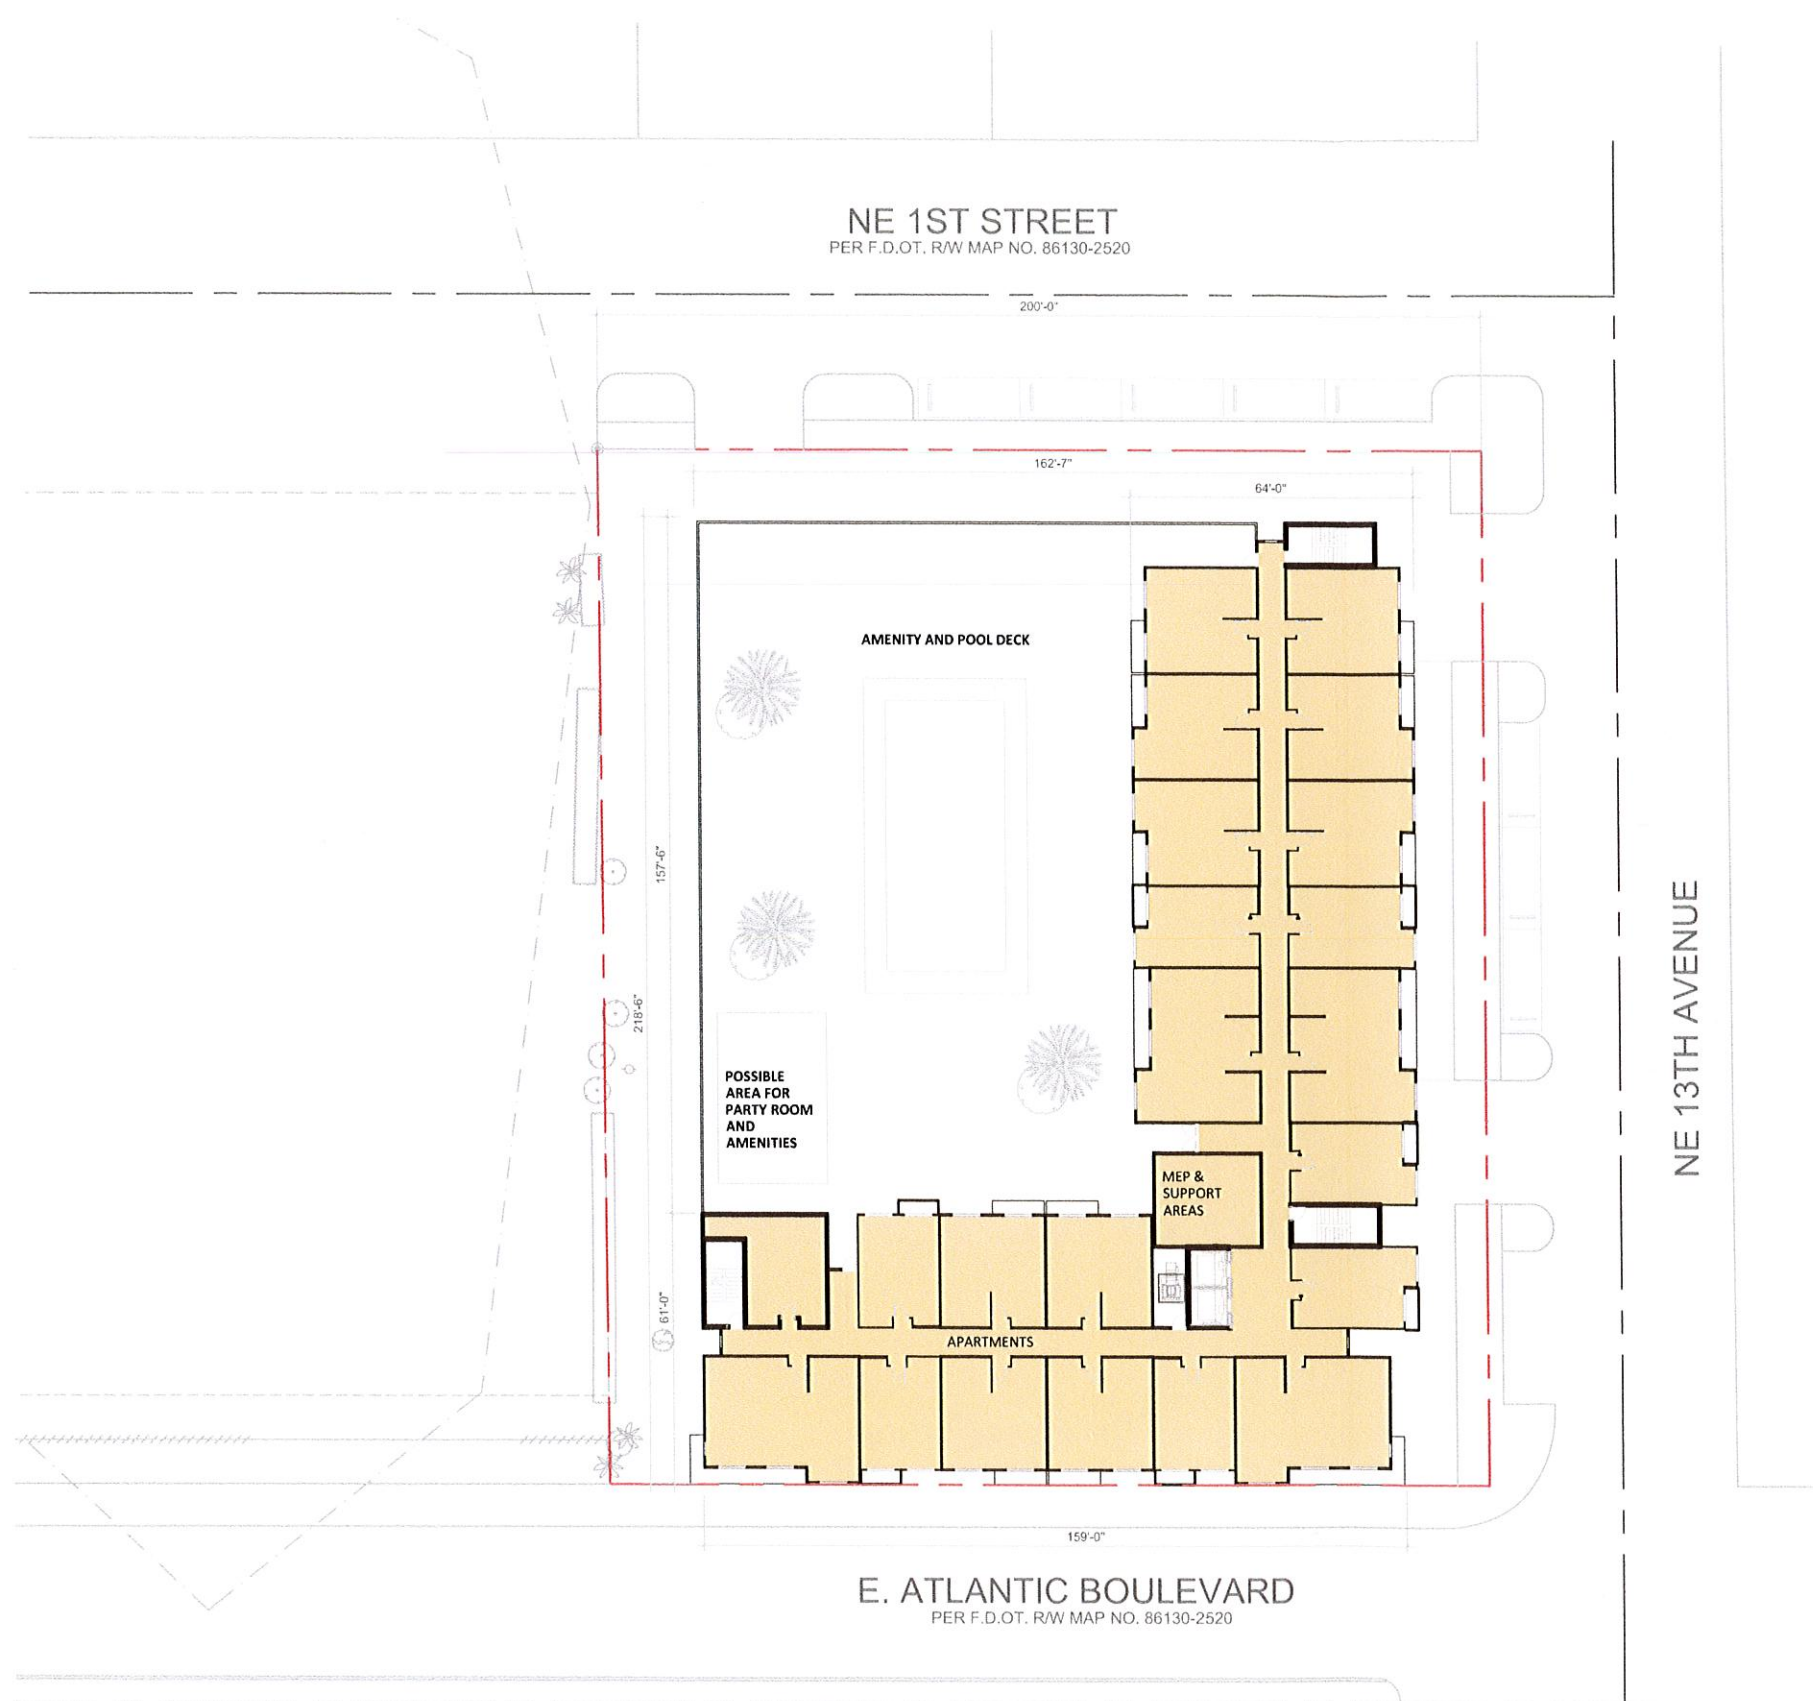 NE 1ST STREET
PER F.D.OT. R/W MAP NO. 86130-2520
200'-0"
162'-7"
64'-0"
AMENITY AND POOL DECK
157'-6"
218'-6"
POSSIBLE
AREA FOR
PARTY ROOM
AND
AMENITIES
MEP &
SUPPORT
AREAS
NE 13TH AVENUE
61'-0"
APARTMENTS
159'-0"
E. ATLANTIC BOULEVARD
PER F.D.OT. R/W MAP NO. 86130-2520